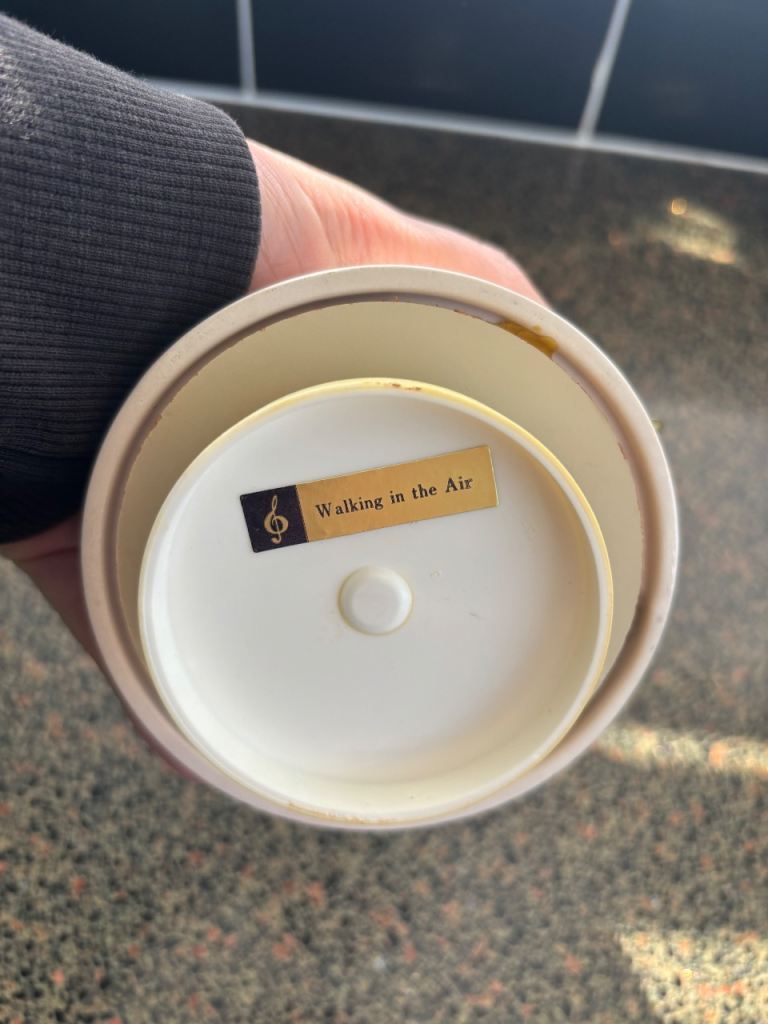 Walking in the Air